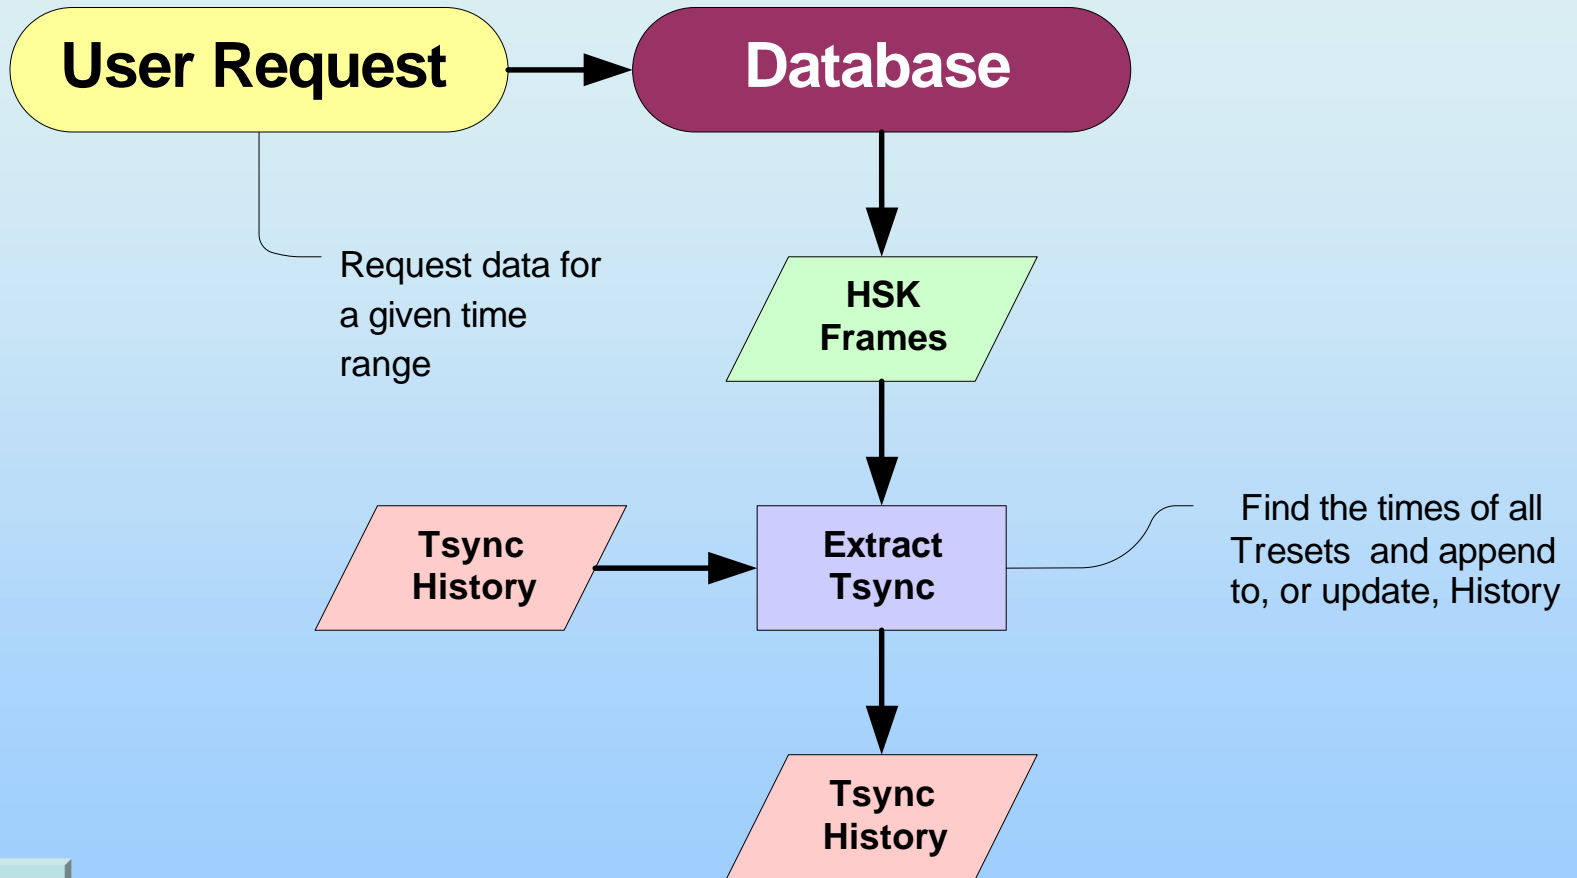 User Request
Database
Request data for
a given time
range
HSK
Frames
Tsync
History
Extract
Tsync
Find the times of all
Tresets and append
to, or update, History
Tsync
History